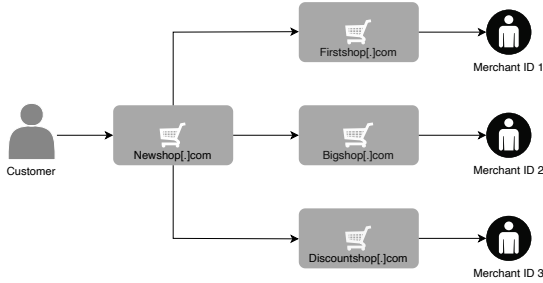 Firstshop[.]com
Merchant ID 1
Customer
Newshop[.]com
Bigshop[.]com
Merchant ID 2
Discountshop[.]com
Merchant ID 3